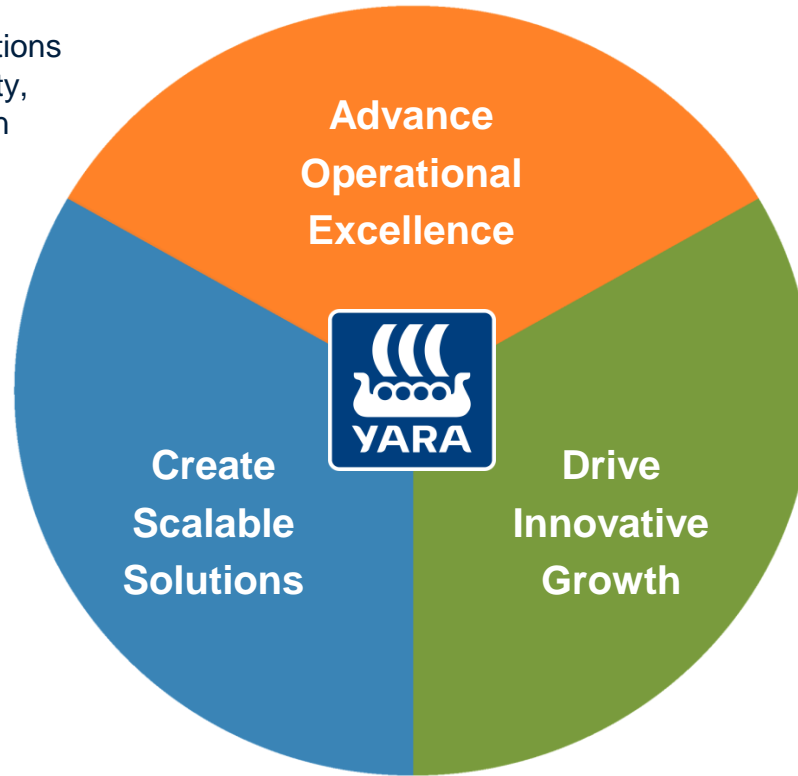 Advance
Operational
Excellence
YARA
Create
Scalable
Solutions
Drive
Innovative
Growth